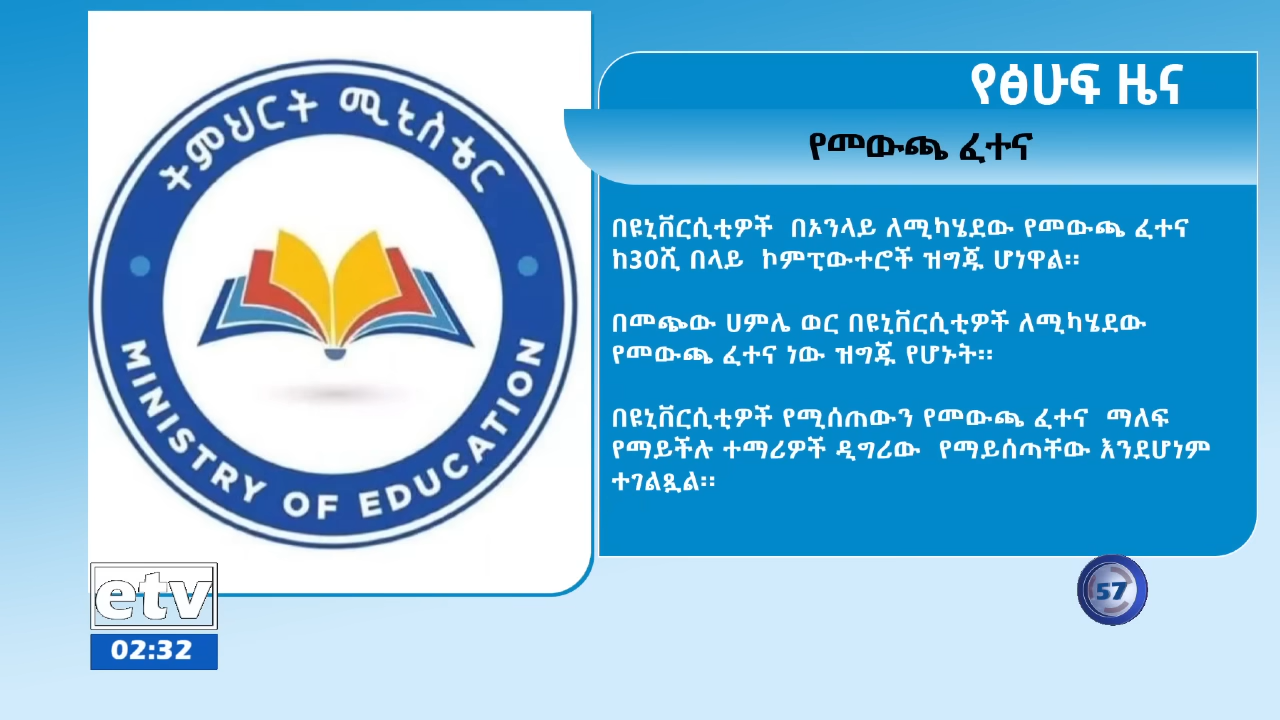 ትምህርት ሚኒስቴር
MINISTRY OF EDUCATION
የፅሁፍ ዜና
የመውጫ ፈተና
በዩኒቨርሲቲዎች በኦንላይ ለሚካሄደው የመውጫ ፈተና
ከ30ሺ በላይ ኮምፒውተሮች ዝግጁ ሆነዋል፡፡
በመጭው ሀምሌ ወር በዩኒቨርሲቲዎች ለሚካሄደው
የመውጫ ፈተና ነው ዝግጁ የሆኑት፡፡
በዩኒቨርሲቲዎች የሚሰጠውን የመውጫ ፈተና ማለፍ
የማይችሉ ተማሪዎች ዲግሪው የማይሰጣቸው እንደሆነም
ተገልጿል፡፡
etv
57
02:32